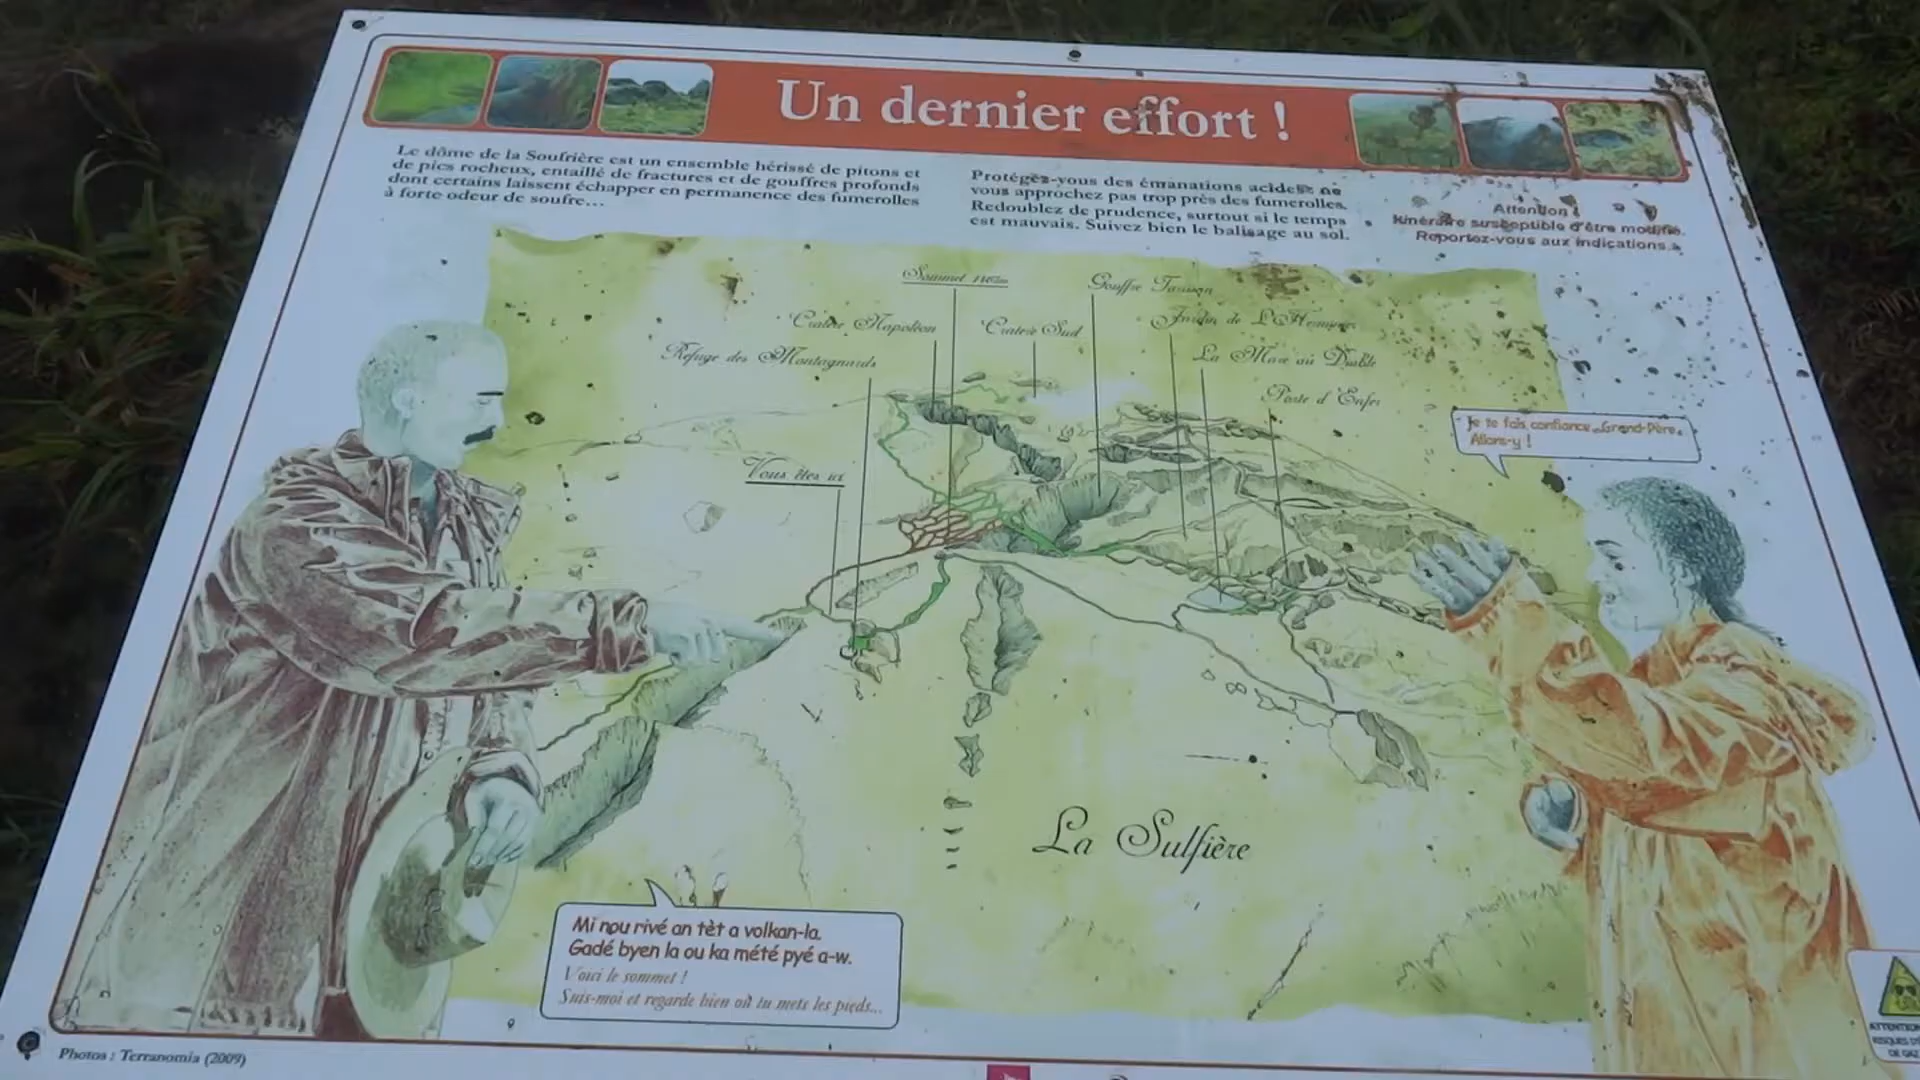 Un dernier effort !
Le dôme de la Soufrière est un ensemble hérissé de pitons et
de pics rocheux, entaillé de fractures et de gouffres profonds
dont certains laissent échapper en permanence des fumerolles
à forte odeur de soufre...
Protégez-vous des émanations acides ne
vous approchez pas trop près des fumerolles.
Redoublez de prudence, surtout si le temps
est mauvais. Suivez bien le balisage au sol.
Attention !
Itinéraire susceptible d'être modifié.
Reportez-vous aux indications.
Sommet
Gouffre Tarissan
Cratère Napoléon
Cratère Sud
Jardin de L'Herminier
Refuge des Montagnards
La Mare au Diable
Porte d'Enfer
Je te fais confiance Grand-Père.
Allons-y !
Vous êtes ici
La Sulfière
Mi nou rivé an tèt a volkan-la.
Gadé byen la ou ka mété pyé a-w.
Voici le sommet !
Suis-moi et regarde bien où tu mets les pieds...
ATTENTION
RISQUES D'
DE GAZ
Photos : Terranomia (2009)